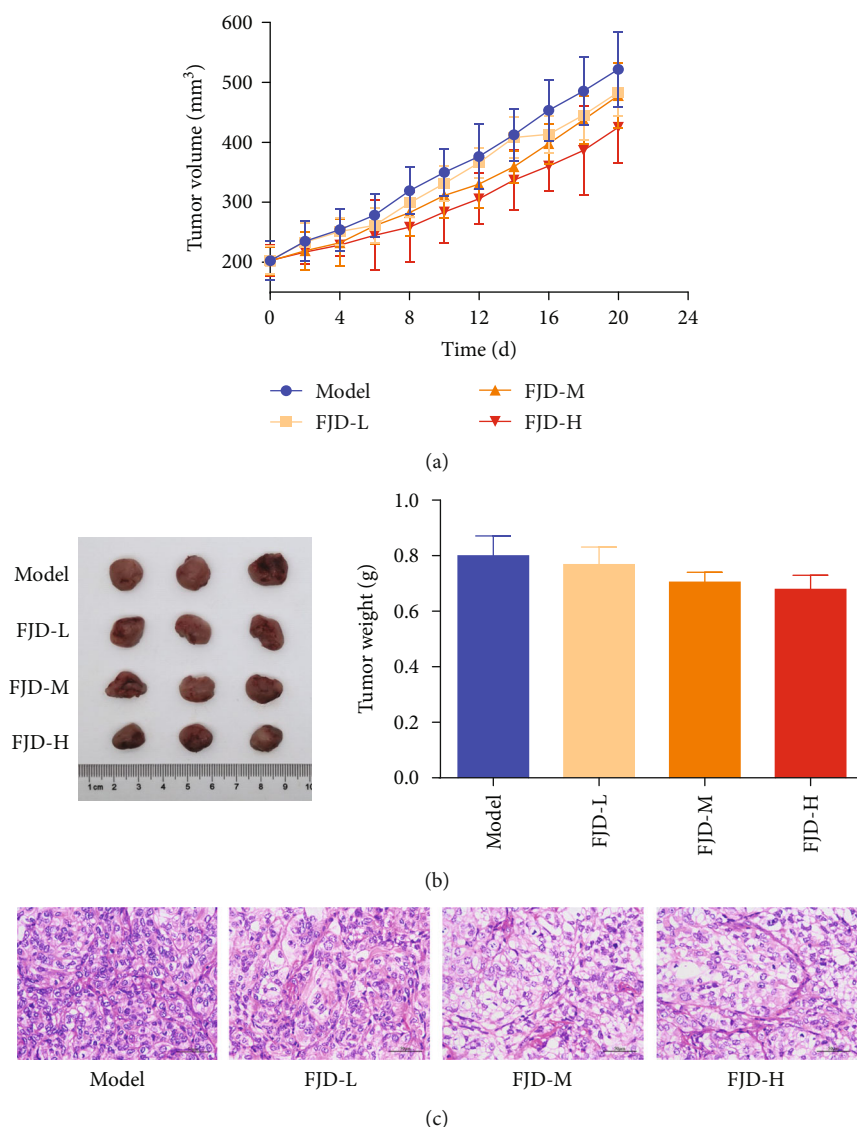 600
500
400
300
200
Tumor volume (mm³)
0 4 8 12 16 20 24
Time (d)
Model FJD-M
FJD-L FJD-H
(a)
Model
FJD-L
FJD-M
FJD-H
1cm 2 3 4 5 6 7 8 9 10
1.0
0.8
0.6
0.4
0.2
0.0
Tumor weight (g)
Model
FJD-L
FJD-M
FJD-H
(b)
Model FJD-L FJD-M FJD-H
(c)